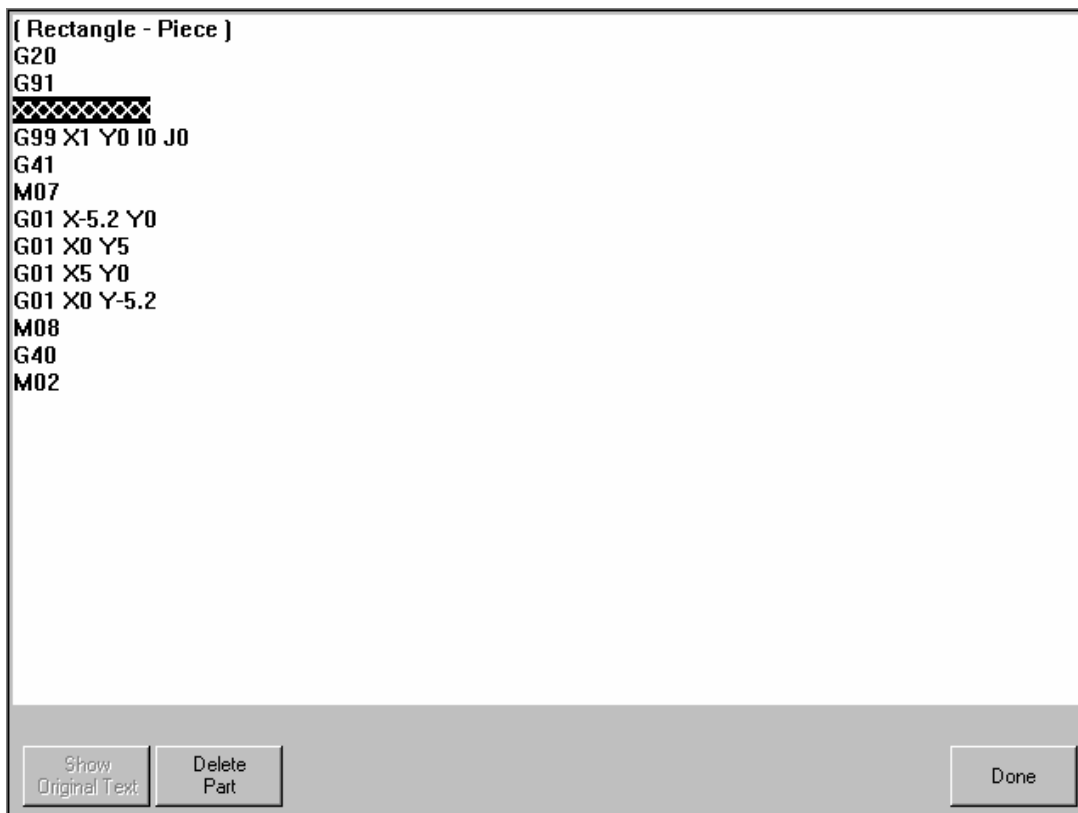 ( Rectangle - Piece )
G20
G91
XXXXXXXXXX
G99 X1 Y0 I0 J0
G41
M07
G01 X-5.2 Y0
G01 X0 Y5
G01 X5 Y0
G01 X0 Y-5.2
M08
G40
M02
Show
Original Text
Delete
Part
Done